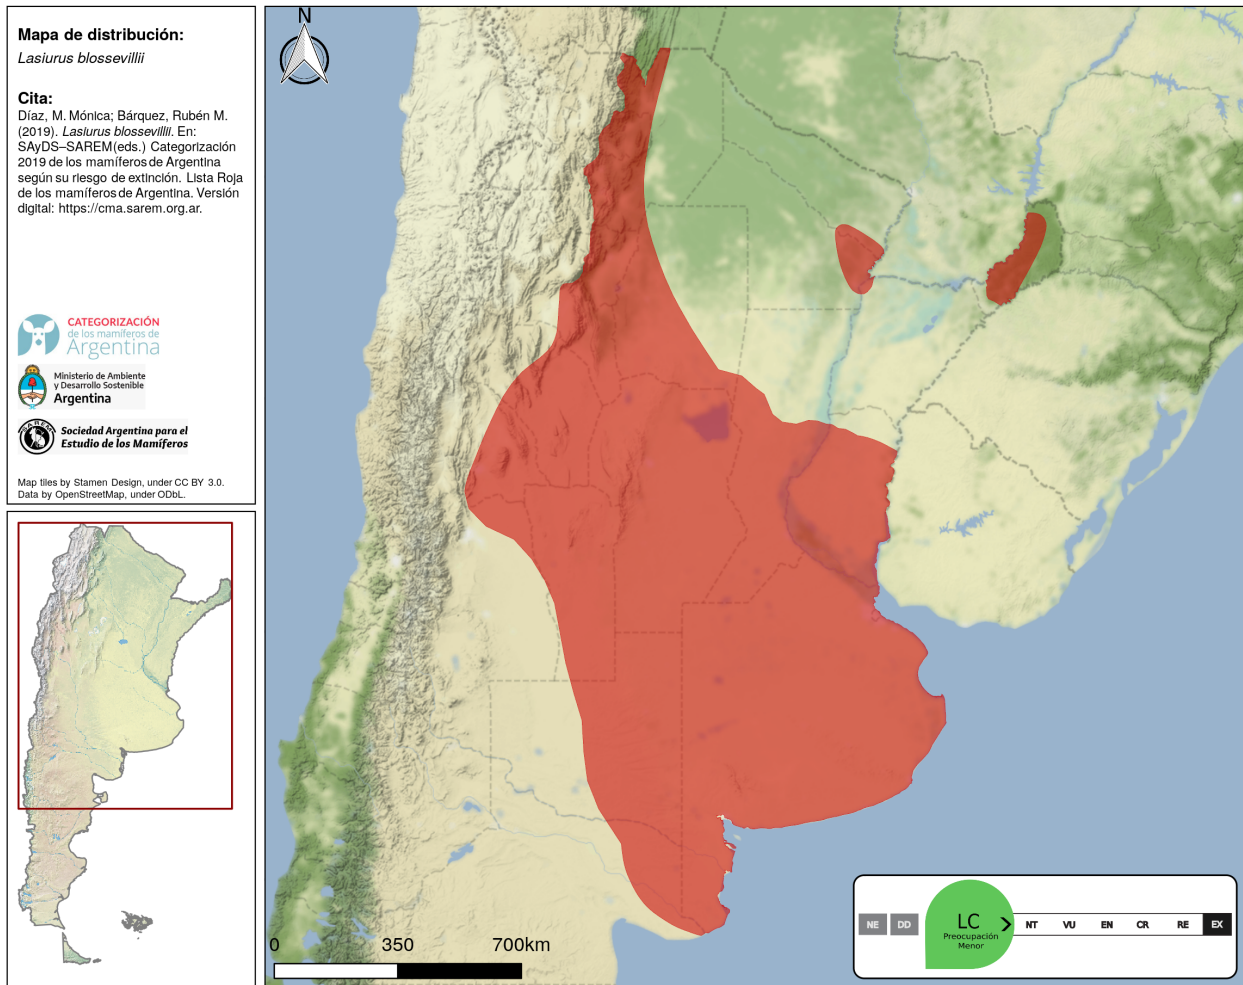 Mapa de distribución:
Lasiurus blossevillii
Cita:
Díaz, M. Mónica; Bárquez, Rubén M.
(2019). Lasiurus blossevillii. En:
SAyDS–SAREM(eds.) Categorización
2019 de los mamíferos de Argentina
según su riesgo de extinción. Lista Roja
de los mamíferos de Argentina. Versión
digital: https://cma.sarem.org.ar.
CATEGORIZACIÓN
de los mamíferos de
Argentina
Ministerio de Ambiente
y Desarrollo Sostenible
Argentina
SAREM
Sociedad Argentina para el
Estudio de los Mamíferos
Map tiles by Stamen Design, under CC BY 3.0.
Data by OpenStreetMap, under ODbL.
N
0 350 700km
NE DD LC NT VU EN CR RE EX
Preocupación
Menor